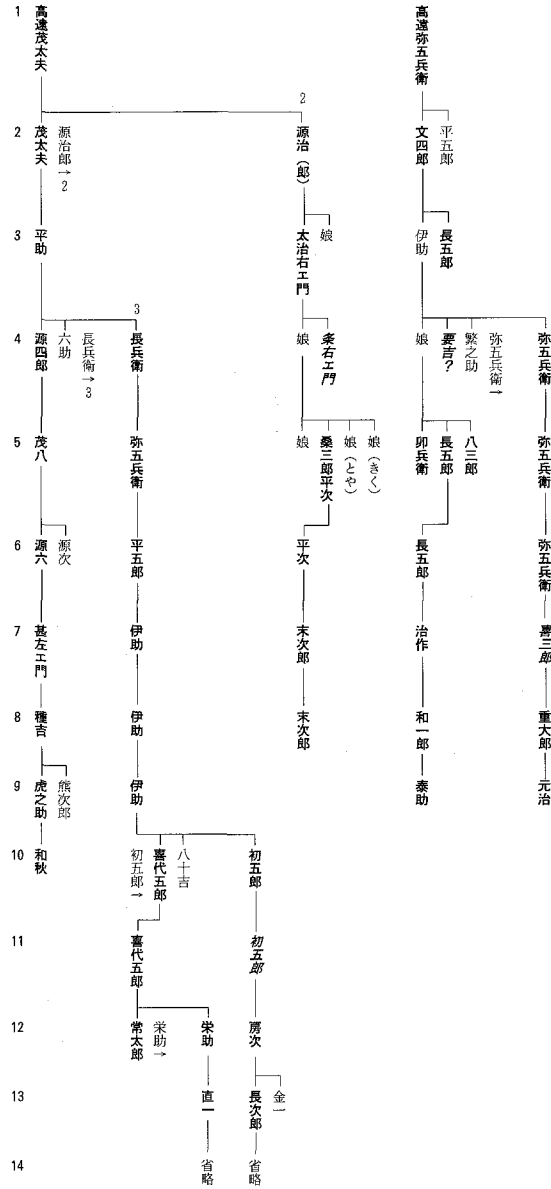 1 高遠茂太夫 高遠弥五兵衛
2
2 茂太夫 源治郎→2 源治(郎) 文四郎 平五郎
3 平助 太治右エ門 娘 伊助 長五郎
3
4 源四郎 六助 長兵衛→3 長兵衛 娘 条右エ門 娘 要吉? 繁之助 弥五兵衛→ 弥五兵衛
5 茂八 弥五兵衛 娘 桑三郎平次 娘(とや) 娘(きく) 卯兵衛 長五郎 八三郎 弥五兵衛
6 源六 源次 平五郎 平次 長五郎 弥五兵衛
7 甚左エ門 伊助 末次郎 治作 喜三郎
8 種吉 伊助 末次郎 和一郎 重大郎
9 虎之助 熊次郎 伊助 泰助 元治
10 和秋 初五郎→ 喜代五郎 八十吉 初五郎
11 喜代五郎 初五郎
12 常太郎 栄助→ 栄助 房次
13 直一 長次郎 金一
14 省略 省略